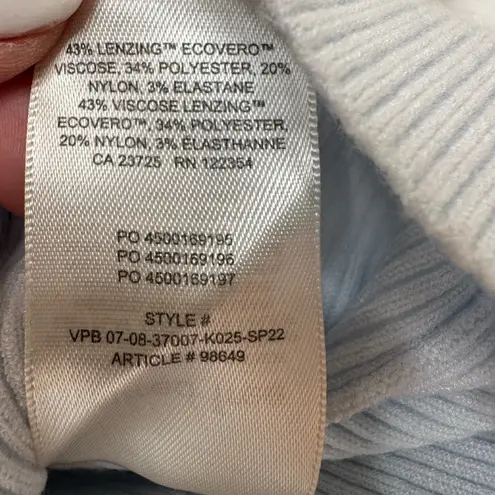 43% LENZING™ ECOVERO™
VISCOSE, 34% POLYESTER, 20%
NYLON, 3% ELASTANE
43% VISCOSE LENZING™
ECOVERO™, 34% POLYESTER,
20% NYLON, 3% ÉLASTHANNE
CA 23725 RN 122354
PO 4500169195
PO 4500169196
PO 4500169197
STYLE #
VPB 07-08-37007-K025-SP22
ARTICLE # 98649